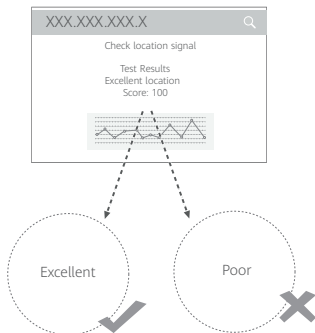 XXX.XXX.XXX.X
Check location signal
Test Results
Excellent location
Score: 100
Excellent
Poor